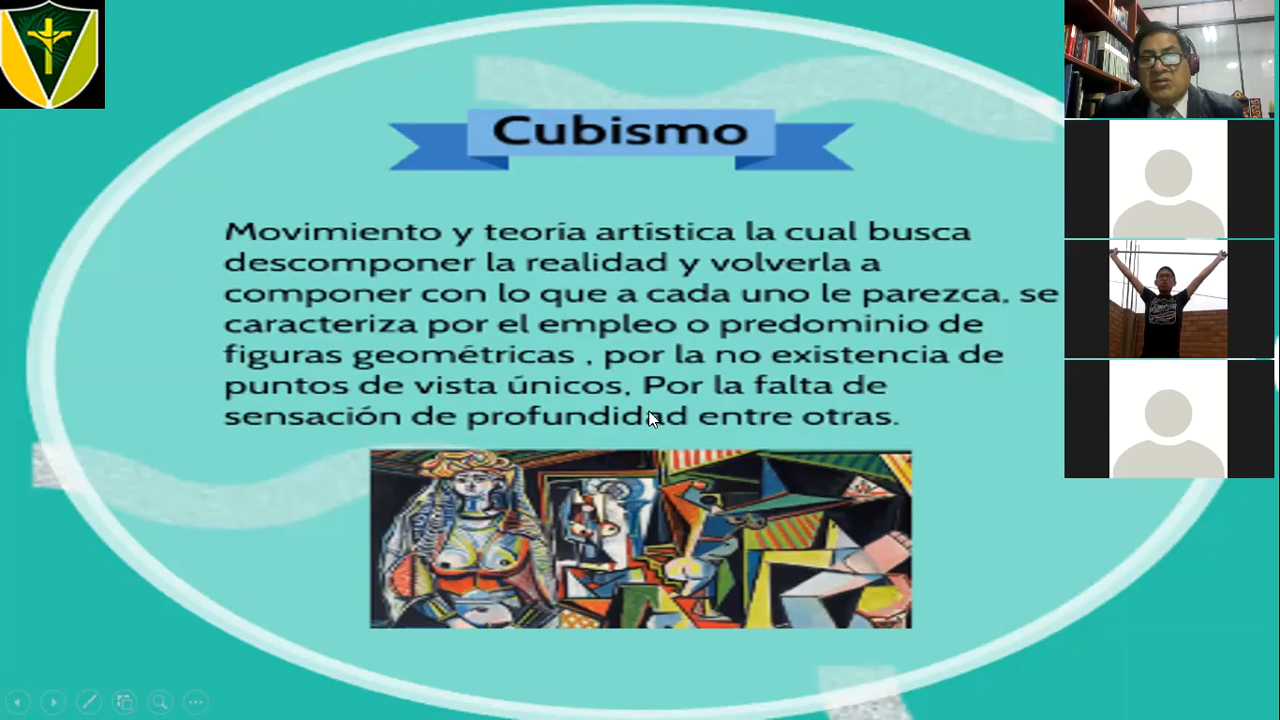 Cubismo
Movimiento y teoría artística la cual busca
descomponer la realidad y volverla a
componer con lo que a cada uno le parezca, se
caracteriza por el empleo o predominio de
figuras geométricas , por la no existencia de
puntos de vista únicos, Por la falta de
sensación de profundidad entre otras.